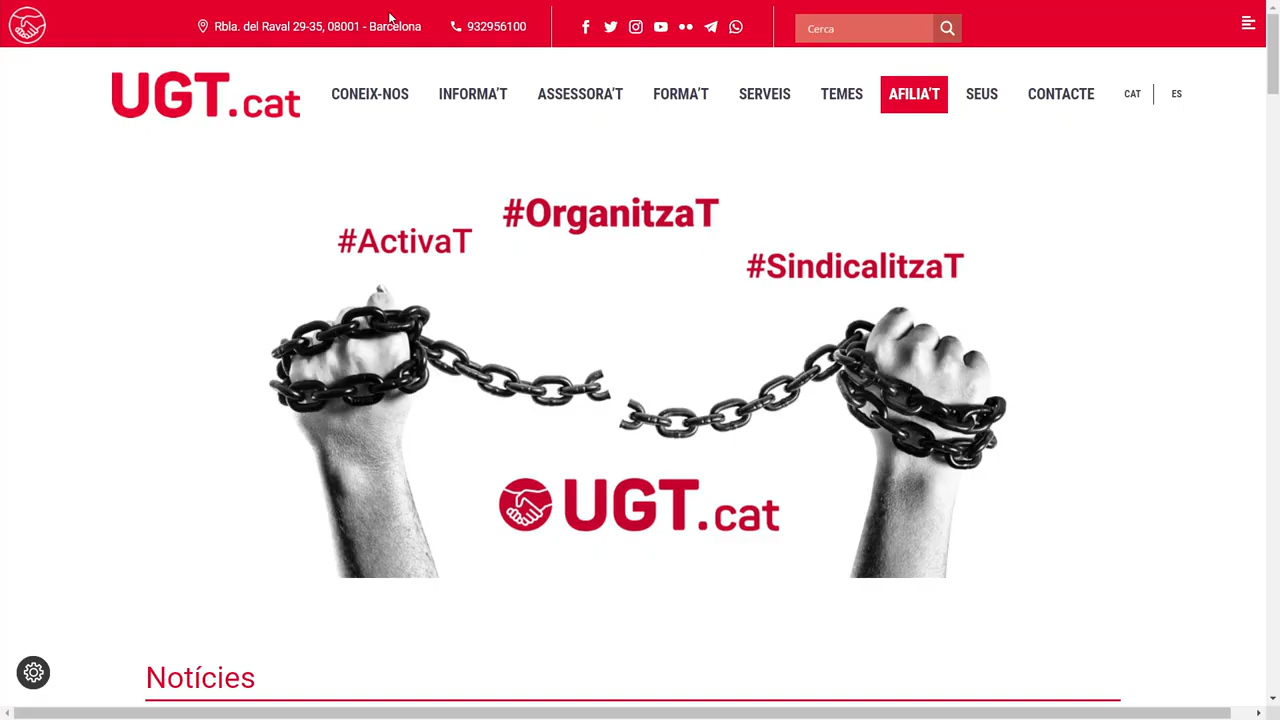 Rbla. del Raval 29-35, 08001 - Barcelona
932956100
Cerca
UGT.cat
CONEIX-NOS
INFORMA'T
ASSESSORA'T
FORMA'T
SERVEIS
TEMES
AFILIA'T
SEUS
CONTACTE
CAT
ES
#OrganitzaT
#ActivaT
#SindicalitzaT
UGT.cat
Notícies